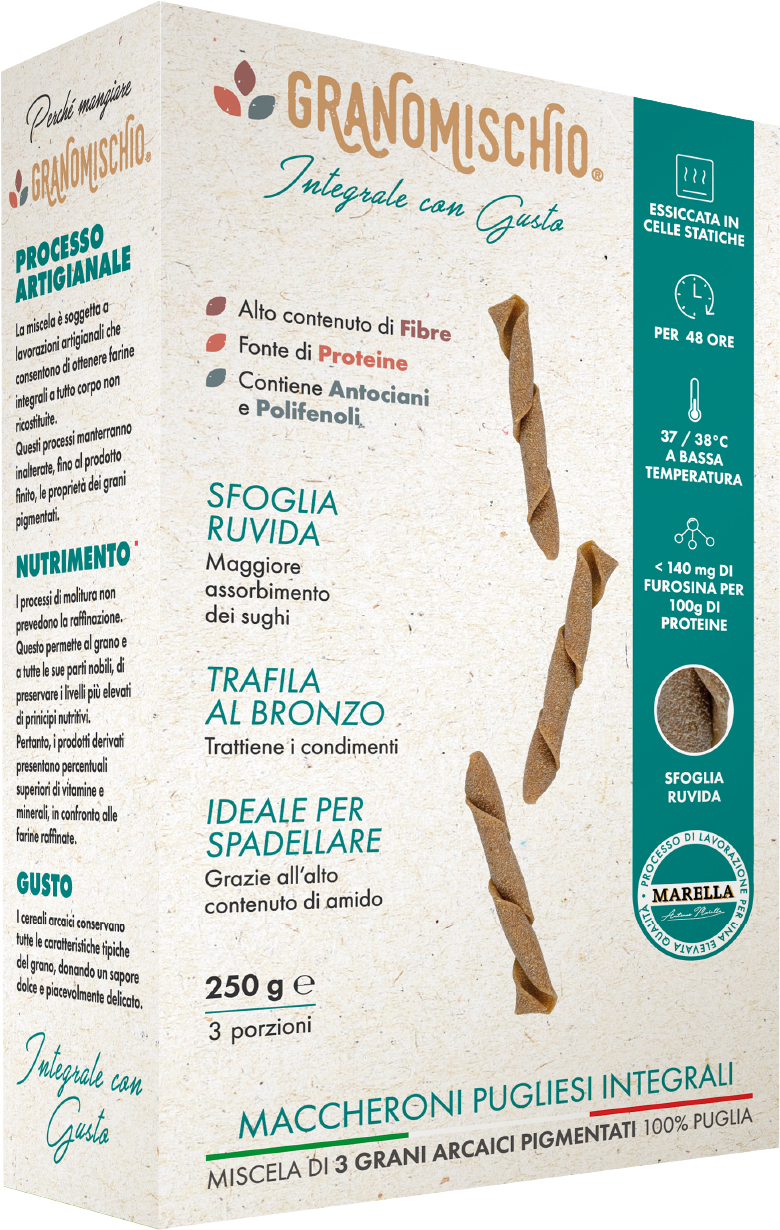 Perché mangiare
GRANOMISCHIO®
PROCESSO
ARTIGIANALE
La miscela è soggetta a
lavorazioni artigianali che
consentono di ottenere farine
integrali a tutto corpo non
ricostituite.
Questi processi manterranno
inalterate, fino al prodotto
finito, le proprietà dei grani
pigmentati.
NUTRIMENTO
I processi di molitura non
prevedono la raffinazione.
Questo permette al grano e
a tutte le sue parti nobili, di
preservare i livelli più elevati
di prinicipi nutritivi.
Pertanto, i prodotti derivati
presentano percentuali
superiori di vitamine e
minerali, in confronto alle
farine raffinate.
GUSTO
I cereali arcaici conservano
tutte le caratteristiche tipiche
del grano, donando un sapore
dolce e piacevolmente delicato.
Integrale con
Gusto
GRANOMISCHIO®
Integrale con Gusto
Alto contenuto di Fibre
Fonte di Proteine
Contiene Antociani
e Polifenoli
SFOGLIA
RUVIDA
Maggiore
assorbimento
dei sughi
TRAFILA
AL BRONZO
Trattiene i condimenti
IDEALE PER
SPADELLARE
Grazie all'alto
contenuto di amido
250 g e
3 porzioni
ESSICCATA IN
CELLE STATICHE
PER 48 ORE
37 / 38°C
A BASSA
TEMPERATURA
< 140 mg DI
FUROSINA PER
100g DI
PROTEINE
SFOGLIA
RUVIDA
PROCESSO DI LAVORAZIONE PER UNA ELEVATA QUALITÀ •
MARELLA
Antonio Marella
MACCHERONI PUGLIESI INTEGRALI
MISCELA DI 3 GRANI ARCAICI PIGMENTATI 100% PUGLIA